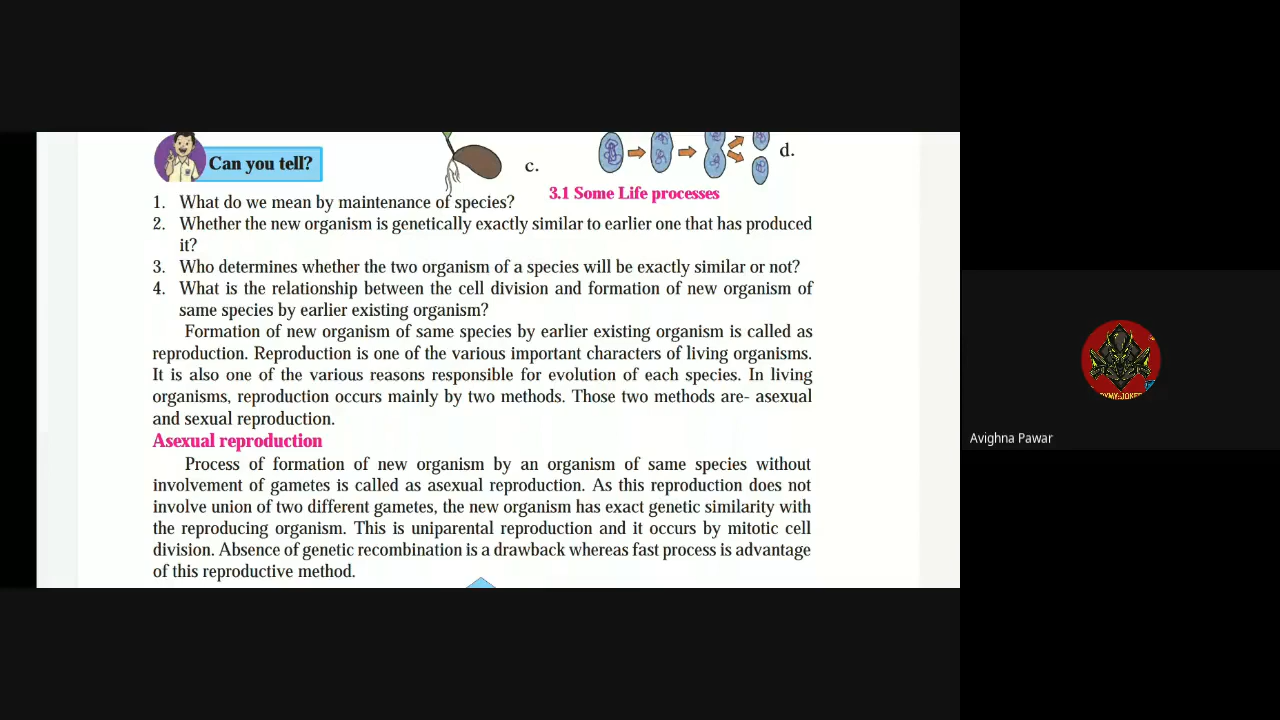 Can you tell?
c.
d.
3.1 Some Life processes
1. What do we mean by maintenance of species?
2. Whether the new organism is genetically exactly similar to earlier one that has produced
it?
3. Who determines whether the two organism of a species will be exactly similar or not?
4. What is the relationship between the cell division and formation of new organism of
same species by earlier existing organism?
Formation of new organism of same species by earlier existing organism is called as
reproduction. Reproduction is one of the various important characters of living organisms.
It is also one of the various reasons responsible for evolution of each species. In living
organisms, reproduction occurs mainly by two methods. Those two methods are- asexual
and sexual reproduction.
Asexual reproduction
Process of formation of new organism by an organism of same species without
involvement of gametes is called as asexual reproduction. As this reproduction does not
involve union of two different gametes, the new organism has exact genetic similarity with
the reproducing organism. This is uniparental reproduction and it occurs by mitotic cell
division. Absence of genetic recombination is a drawback whereas fast process is advantage
of this reproductive method.
Avighna Pawar